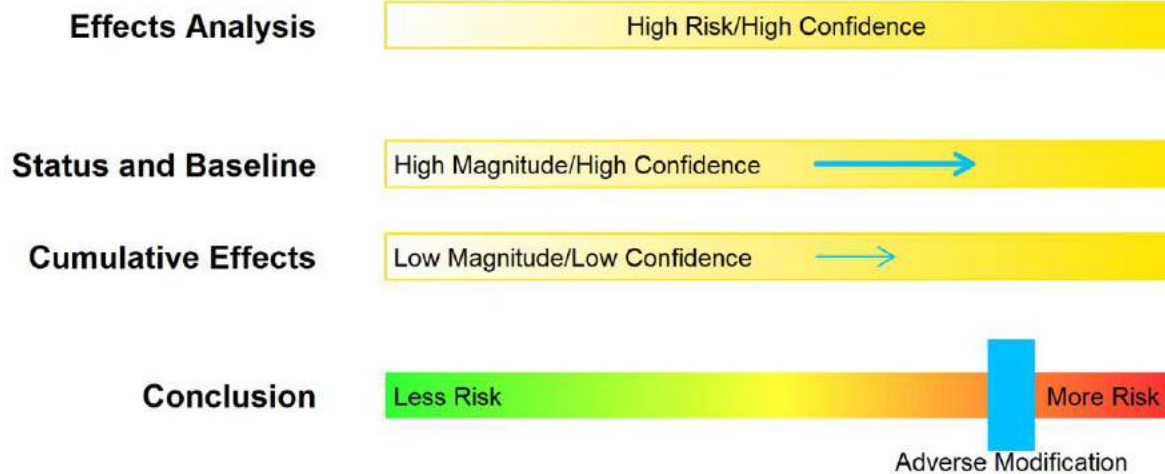 Effects Analysis
High Risk/High Confidence
Status and Baseline
High Magnitude/High Confidence
Cumulative Effects
Low Magnitude/Low Confidence
Conclusion
Less Risk
More Risk
Adverse Modification